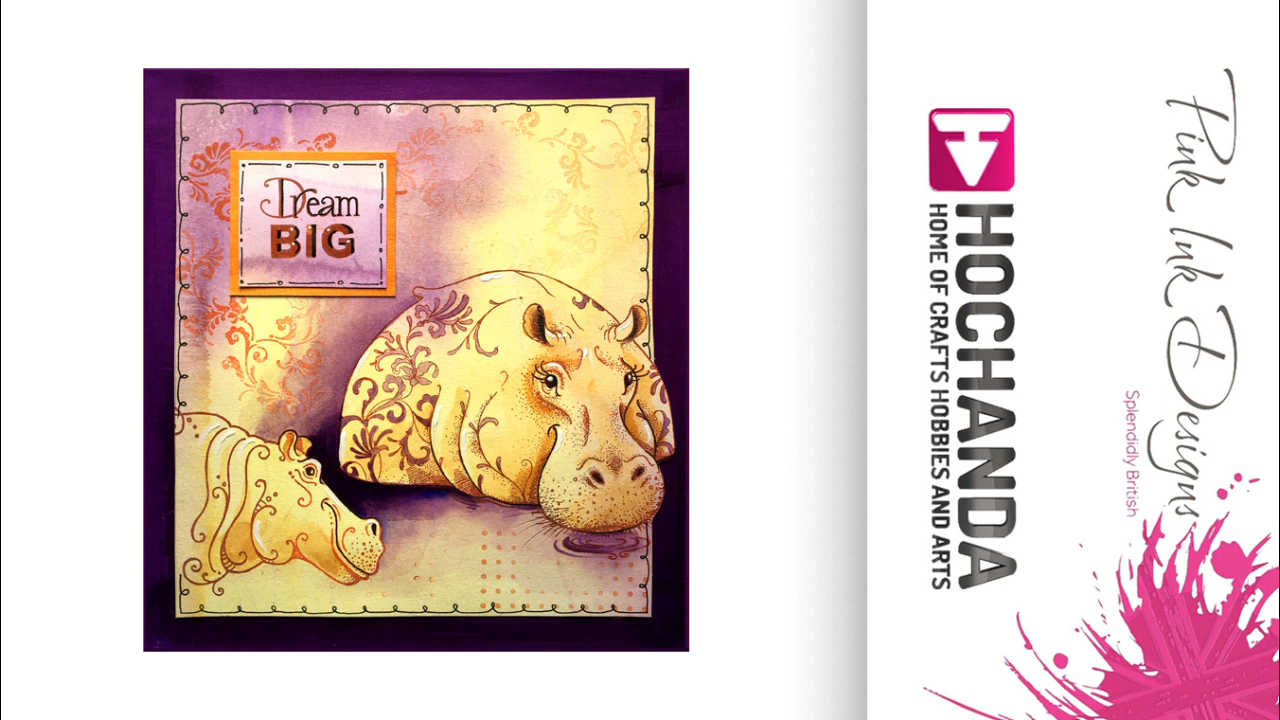 Dream
BIG
HOCHANDA
HOME OF CRAFTS HOBBIES AND ARTS
Pink Ink Designs
Splendidly British